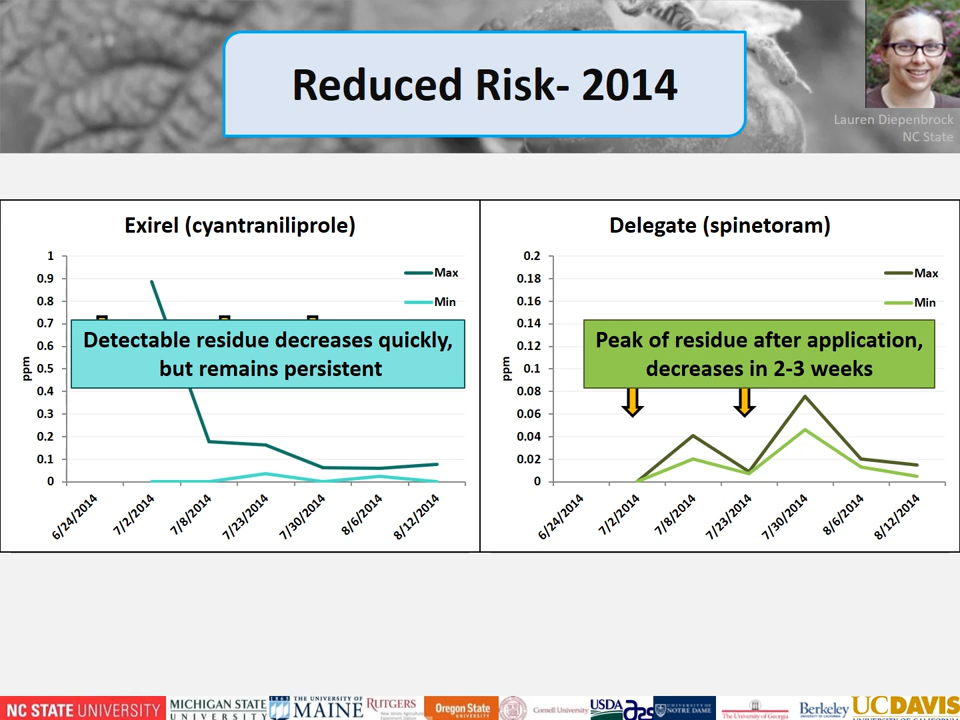 Reduced Risk- 2014
Lauren Diepenbrock
NC State
Exirel (cyantraniliprole)
1
0.9
0.8
0.7
0.6
0.5
0.4
0.3
0.2
0.1
0
ppm
Max
Min
Detectable residue decreases quickly,
but remains persistent
6/24/2014
7/2/2014
7/8/2014
7/23/2014
7/30/2014
8/6/2014
8/12/2014
Delegate (spinetoram)
0.2
0.18
0.16
0.14
0.12
0.1
0.08
0.06
0.04
0.02
0
ppm
Max
Min
Peak of residue after application,
decreases in 2-3 weeks
6/24/2014
7/2/2014
7/8/2014
7/23/2014
7/30/2014
8/6/2014
8/12/2014
NC STATE UNIVERSITY
MICHIGAN STATE
UNIVERSITY
THE UNIVERSITY OF
MAINE
RUTGERS
Oregon State
UNIVERSITY
Cornell University
USDA
ars
UNIVERSITY OF
NOTRE DAME
The University of Georgia
Berkeley
UNIVERSITY OF CALIFORNIA
UCDAVIS